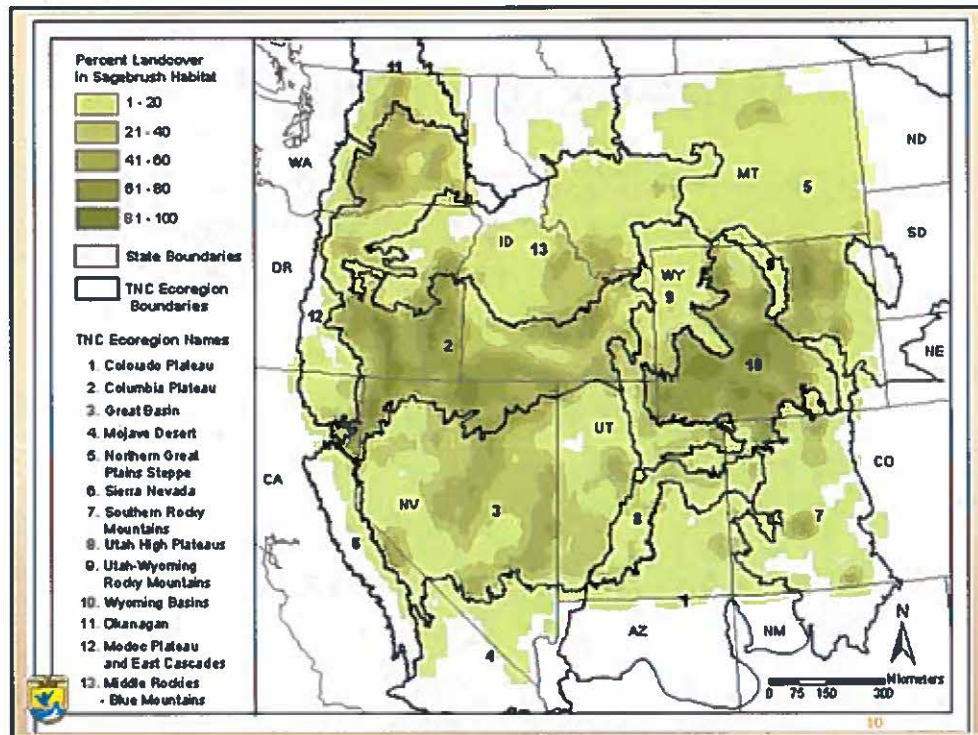 Percent Landcover
in Sagebrush Habitat
1 - 20
21 - 40
41 - 60
61 - 80
81 - 100
State Boundaries
TNC Ecoregion
Boundaries
TNC Ecoregion Names
1. Colorado Plateau
2. Columbia Plateau
3. Great Basin
4. Mojave Desert
5. Northern Great
Plains Steppe
6. Sierra Nevada
7. Southern Rocky
Mountains
8. Utah High Plateaus
9. Utah-Wyoming
Rocky Mountains
10. Wyoming Basins
11. Okanagan
12. Modoc Plateau
and East Cascades
13. Middle Rockies
- Blue Mountains
11
WA
ND
MT
5
SD
ID
13
OR
WY
9
12
2
10
NE
UT
CO
CA
NV
3
8
7
6
1
AZ
NM
N
4
Kilometers
0 75 150 300
10